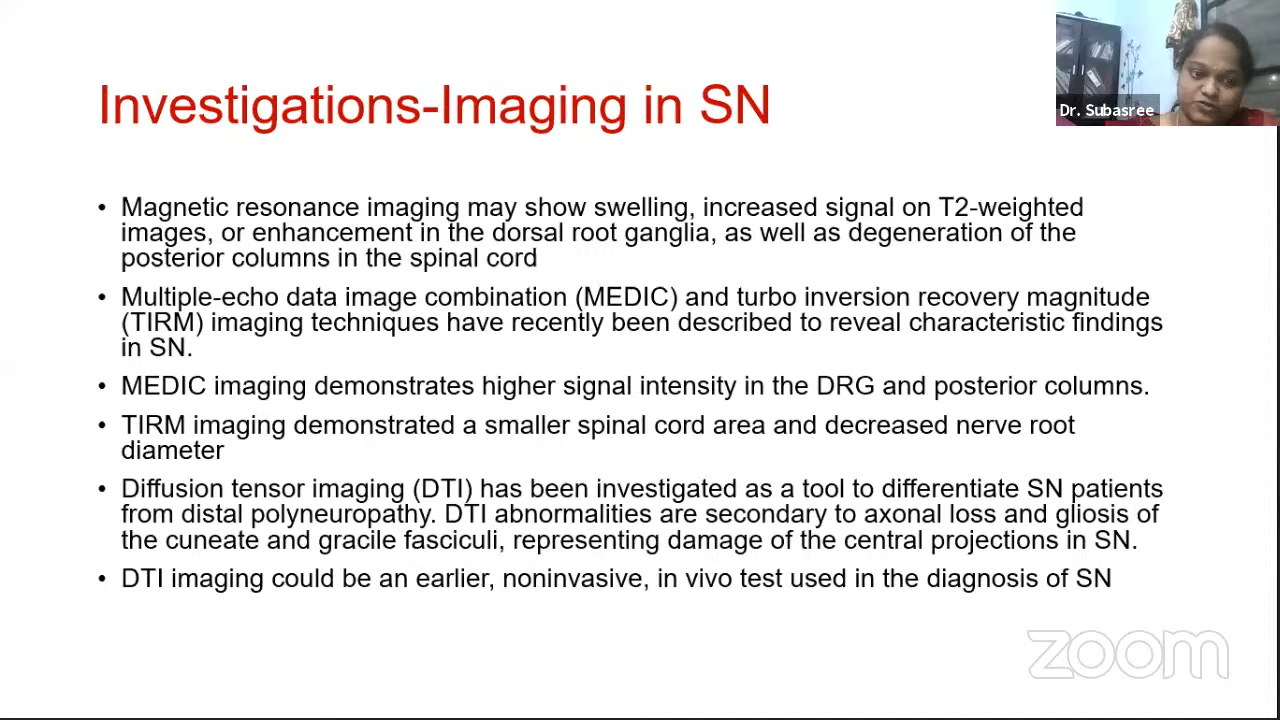 Investigations-Imaging in SN
Dr. Subasree
• Magnetic resonance imaging may show swelling, increased signal on T2-weighted
images, or enhancement in the dorsal root ganglia, as well as degeneration of the
posterior columns in the spinal cord
• Multiple-echo data image combination (MEDIC) and turbo inversion recovery magnitude
(TIRM) imaging techniques have recently been described to reveal characteristic findings
in SN.
• MEDIC imaging demonstrates higher signal intensity in the DRG and posterior columns.
• TIRM imaging demonstrated a smaller spinal cord area and decreased nerve root
diameter
• Diffusion tensor imaging (DTI) has been investigated as a tool to differentiate SN patients
from distal polyneuropathy. DTI abnormalities are secondary to axonal loss and gliosis of
the cuneate and gracile fasciculi, representing damage of the central projections in SN.
• DTI imaging could be an earlier, noninvasive, in vivo test used in the diagnosis of SN
zoom